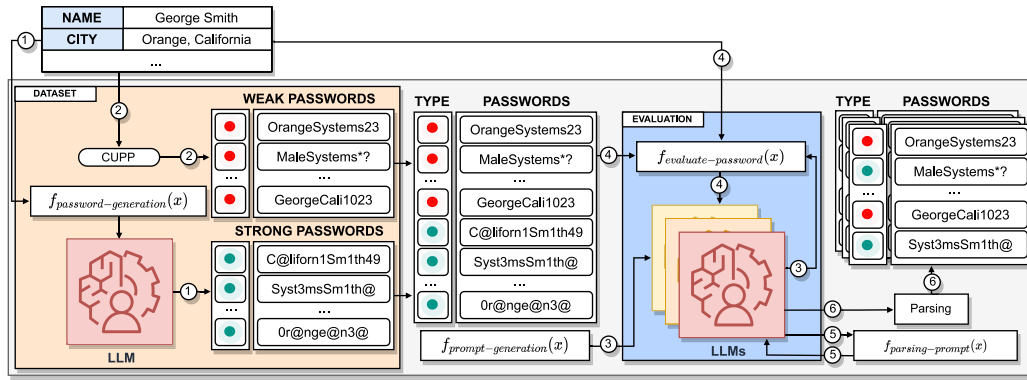 NAME George Smith
CITY Orange, California
...
1
4
2
DATASET
WEAK PASSWORDS
OrangeSystems23
MaleSystems*?
...
...
GeorgeCali1023
CUPP
2
f_password-generation(x)
LLM
1
STRONG PASSWORDS
C@liforn1Sm1th49
Syst3msSm1th@
...
...
0r@nge@n3@
TYPE PASSWORDS
OrangeSystems23
MaleSystems*?
...
...
GeorgeCali1023
C@liforn1Sm1th49
Syst3msSm1th@
...
...
0r@nge@n3@
f_prompt-generation(x)
3
4
EVALUATION
f_evaluate-password(x)
4
3
LLMs
TYPE PASSWORDS
OrangeSystems23
MaleSystems*?
...
...
GeorgeCali1023
Syst3msSm1th@
6
6
Parsing
5
5
f_parsing-prompt(x)